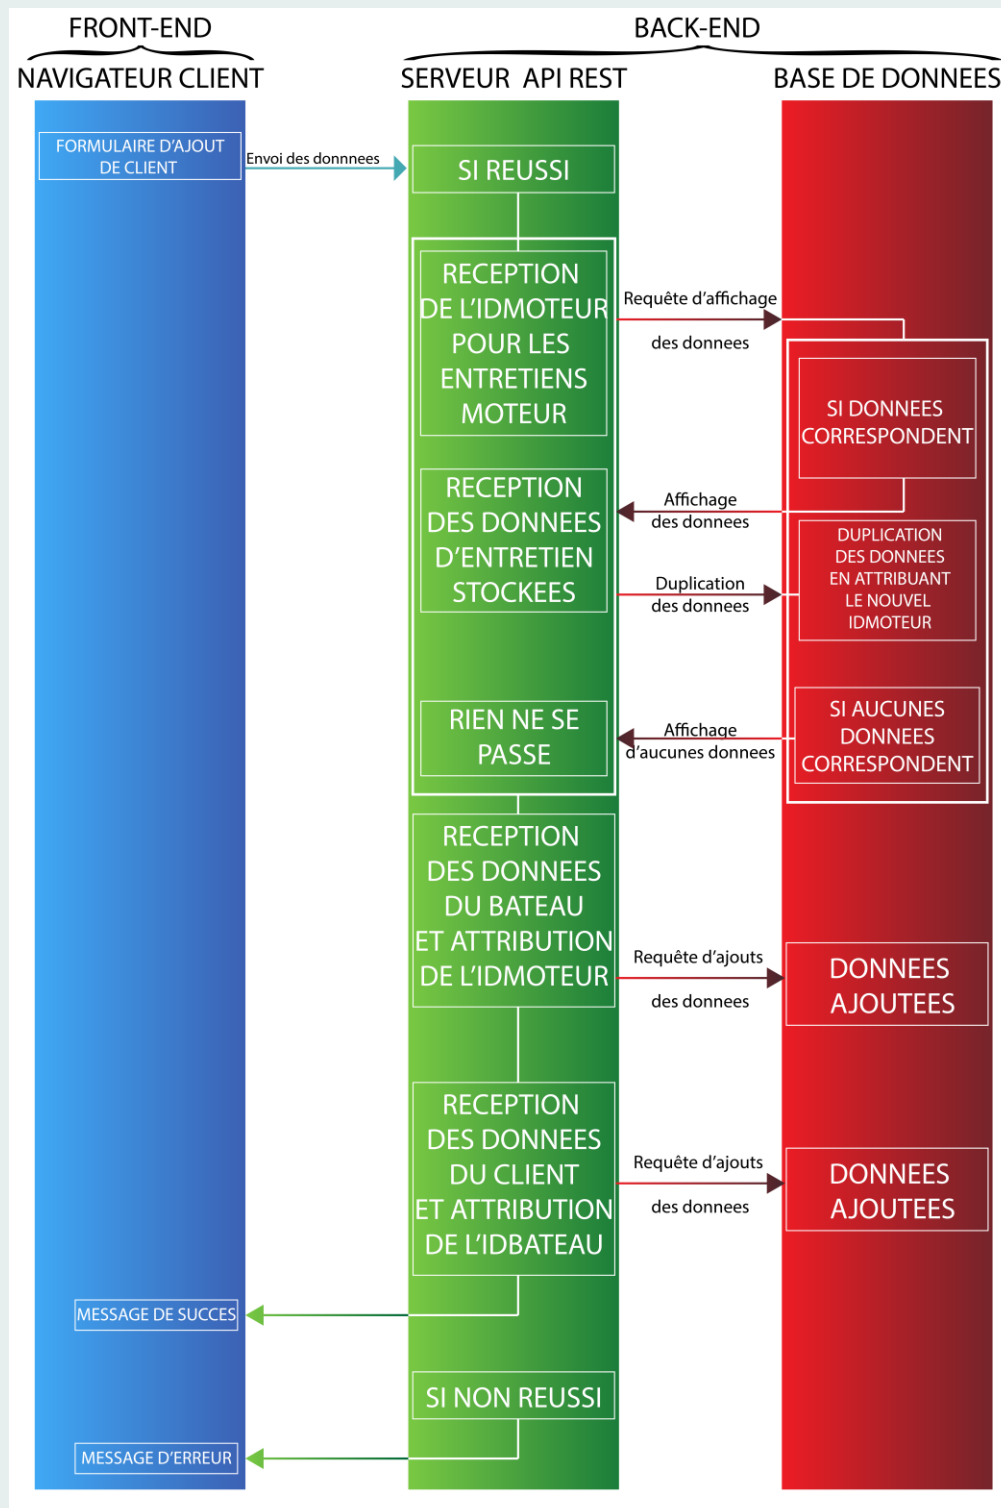 FRONT-END
BACK-END
NAVIGATEUR CLIENT
SERVEUR API REST
BASE DE DONNEES
FORMULAIRE D'AJOUT
DE CLIENT
Envoi des donnnees
SI REUSSI
RECEPTION
DE L'IDMOTEUR
POUR LES
ENTRETIENS
MOTEUR
Requête d'affichage
des donnees
SI DONNEES
CORRESPONDENT
Affichage
des donnees
RECEPTION
DES DONNEES
D'ENTRETIEN
STOCKEES
Duplication
des donnees
DUPLICATION
DES DONNEES
EN ATTRIBUANT
LE NOUVEL
IDMOTEUR
RIEN NE SE
PASSE
Affichage
d'aucunes donnees
SI AUCUNES
DONNEES
CORRESPONDENT
RECEPTION
DES DONNEES
DU BATEAU
ET ATTRIBUTION
DE L'IDMOTEUR
Requête d'ajouts
des donnees
DONNEES
AJOUTEES
RECEPTION
DES DONNEES
DU CLIENT
ET ATTRIBUTION
DE L'IDBATEAU
Requête d'ajouts
des donnees
DONNEES
AJOUTEES
MESSAGE DE SUCCES
SI NON REUSSI
MESSAGE D'ERREUR